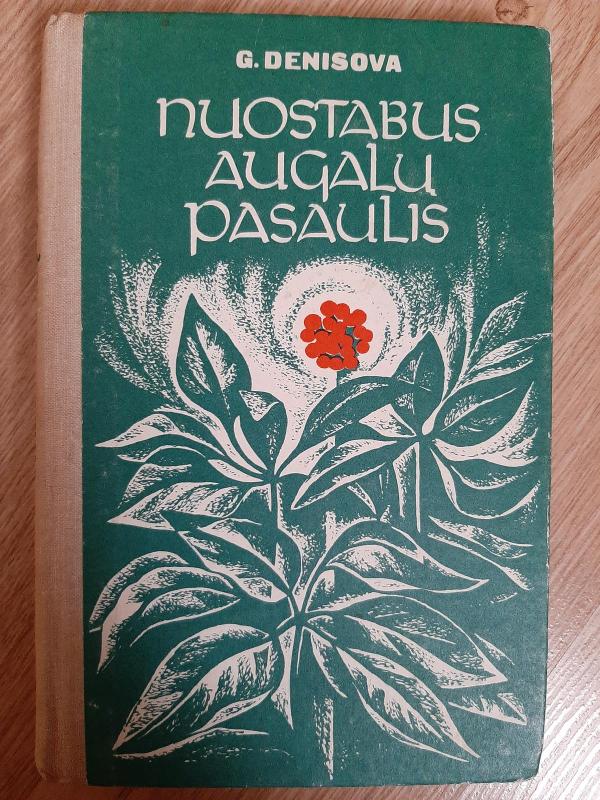 G. DENISOVA
NUOSTABUS
AUGALŲ
PASAULIS